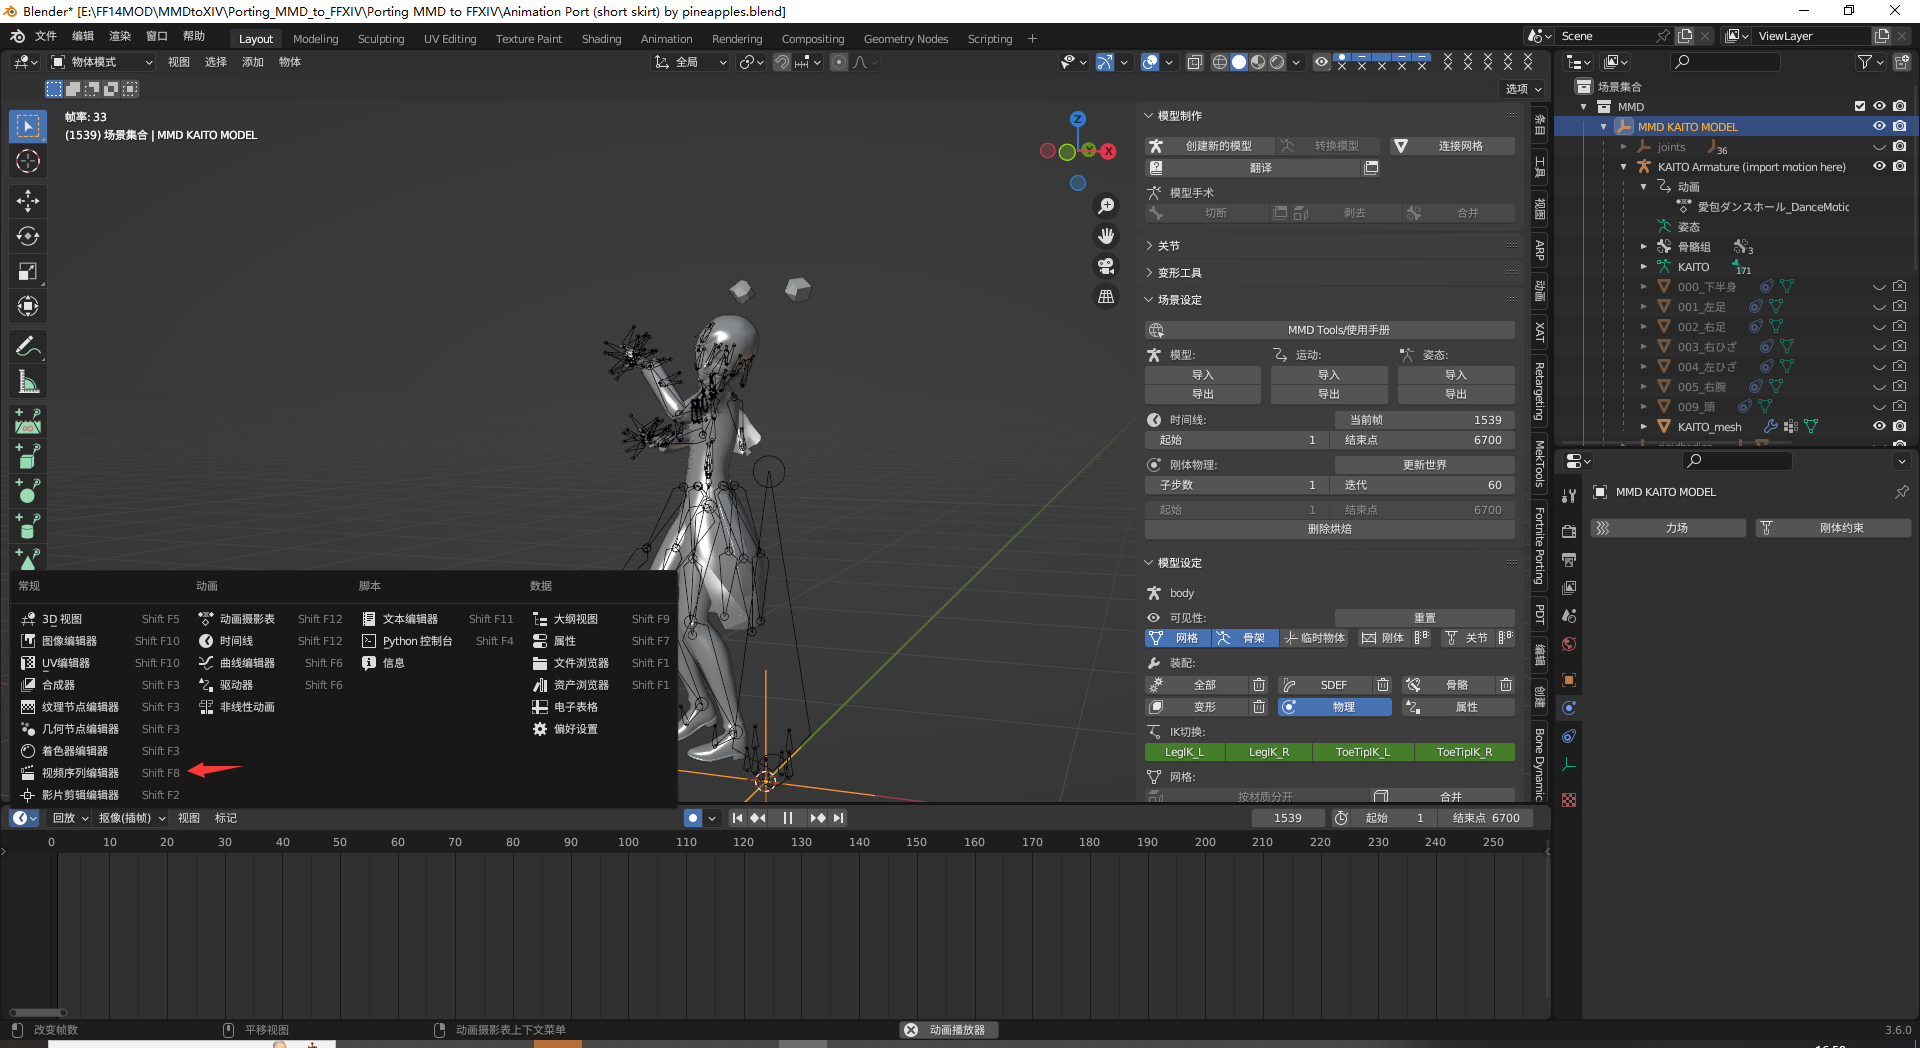 Blender* [E:\FF14MOD\MMDtoXIV\Porting_MMD_to_FFXIV\Porting MMD to FFXIV\Animation Port (short skirt) by pineapples.blend]
文件 编辑 渲染 窗口 帮助 Layout Modeling Sculpting UV Editing Texture Paint Shading Animation Rendering Compositing Geometry Nodes Scripting + Scene ViewLayer
物体模式 视图 选择 添加 物体 全局
选项
帧率: 33
(1539) 场景集合 | MMD KAITO MODEL
Z
Y
X
模型制作
创建新的模型 转换模型 连接网格
翻译
模型手术
切断 剥去 合并
关节
变形工具
场景设定
MMD Tools/使用手册
模型: 运动: 姿态:
导入 导入 导入
导出 导出 导出
时间线: 当前帧 1539
起始 1 结束点 6700
刚体物理: 更新世界
子步数 1 迭代 60
起始 1 结束点 6700
删除烘焙
模型设定
body
可见性: 重置
网格 骨架 临时物体 刚体 关节
装配:
全部 SDEF 骨骼
变形 物理 属性
IK切换:
LegIK_L LegIK_R ToeTipIK_L ToeTipIK_R
网格:
按材质分开 合并
条目
工具
视图
ARP
动画
XAT
Retargeting
MekTools
Fortnite Porting
PDT
编辑
创建
Bone Dynamic
场景集合
MMD
MMD KAITO MODEL
joints 36
KAITO Armature (import motion here)
动画
愛包ダンスホール_DanceMotic
姿态
骨骼组 3
KAITO 171
000_下半身
001_左足
002_右足
003_右ひざ
004_左ひざ
005_右腕
009_頭
KAITO_mesh
MMD KAITO MODEL
力场 刚体约束
常规 动画 脚本 数据
3D 视图 Shift F5 动画摄影表 Shift F12 文本编辑器 Shift F11 大纲视图 Shift F9
图像编辑器 Shift F10 时间线 Shift F12 Python 控制台 Shift F4 属性 Shift F7
UV编辑器 Shift F10 曲线编辑器 Shift F6 信息 文件浏览器 Shift F1
合成器 Shift F3 驱动器 Shift F6 资产浏览器 Shift F1
纹理节点编辑器 Shift F3 非线性动画 电子表格
几何节点编辑器 Shift F3 偏好设置
着色器编辑器 Shift F3
视频序列编辑器 Shift F8
影片剪辑编辑器 Shift F2
回放 抠像(插帧) 视图 标记 1539 起始 1 结束点 6700
0 10 20 30 40 50 60 70 80 90 100 110 120 130 140 150 160 170 180 190 200 210 220 230 240 250
改变帧数 平移视图 动画摄影表上下文菜单 动画播放器 3.6.0